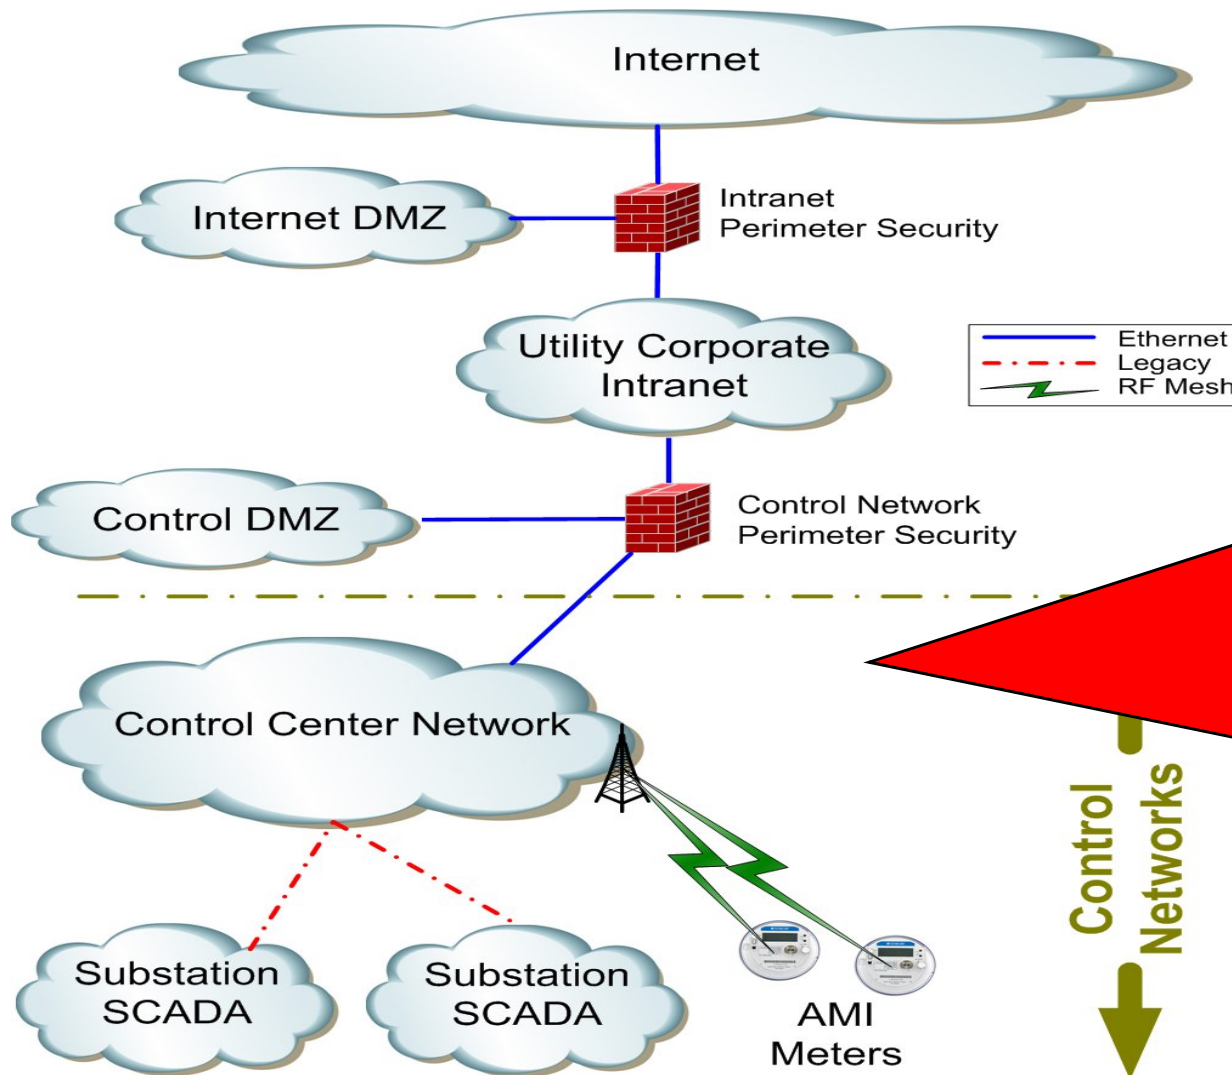 Internet
Internet DMZ
Intranet
Perimeter Security
Utility Corporate
Intranet
Ethernet
Legacy
RF Mesh
Control DMZ
Control Network
Perimeter Security
Control Center Network
Control
Networks
Substation
SCADA
Substation
SCADA
AMI
Meters